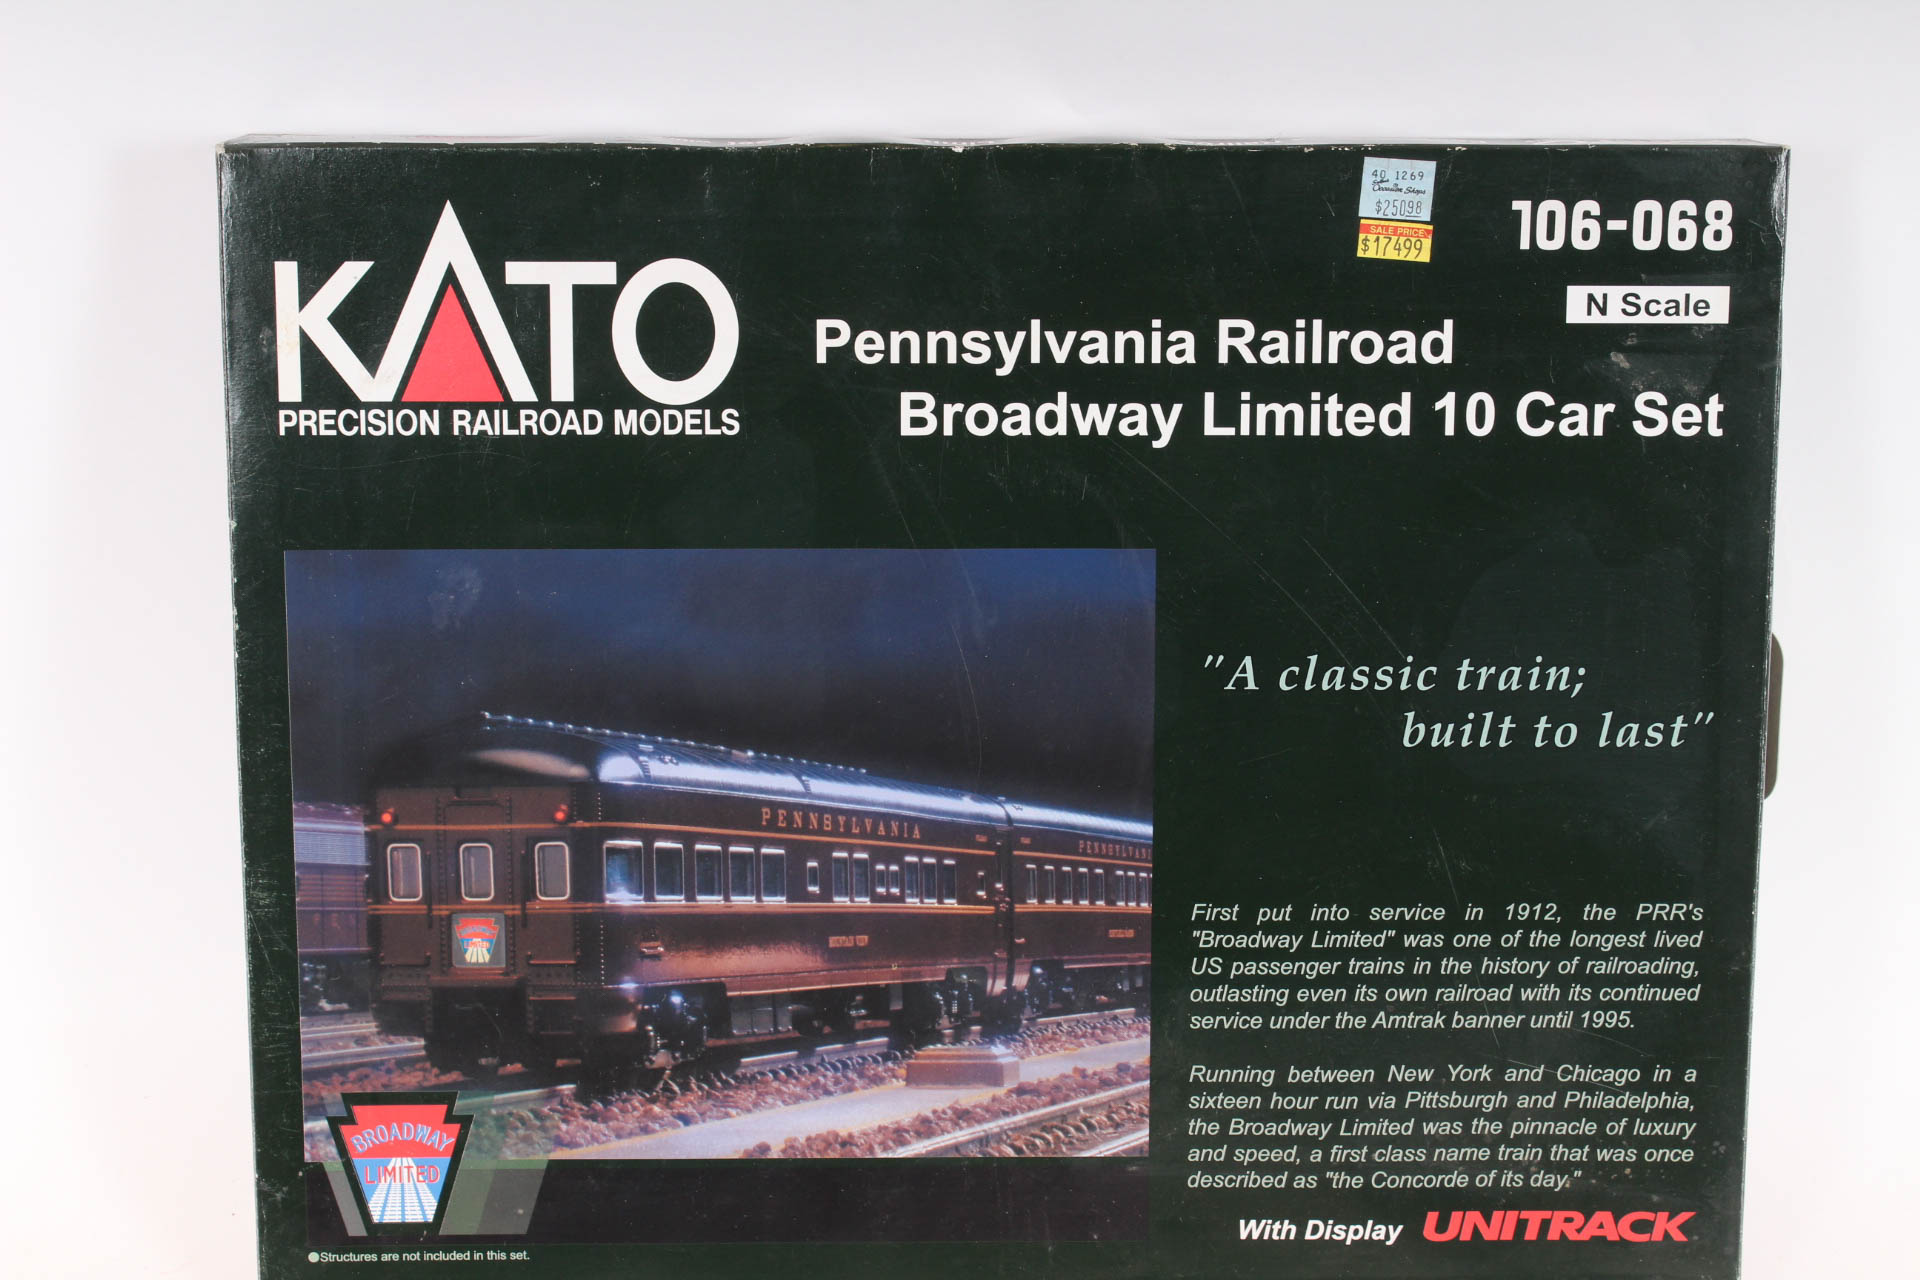 40 1269
$25098
SALE PRICE
$17499
106-068
N Scale
KATO
PRECISION RAILROAD MODELS
Pennsylvania Railroad
Broadway Limited 10 Car Set
"A classic train;
built to last"
PENNSYLVANIA
PENNSYLVANI
MOUNTAIN VIEW
First put into service in 1912, the PRR's
"Broadway Limited" was one of the longest lived
US passenger trains in the history of railroading,
outlasting even its own railroad with its continued
service under the Amtrak banner until 1995.
Running between New York and Chicago in a
sixteen hour run via Pittsburgh and Philadelphia,
the Broadway Limited was the pinnacle of luxury
and speed, a first class name train that was once
described as "the Concorde of its day."
BROADWAY
LIMITED
With Display UNITRACK
●Structures are not included in this set.